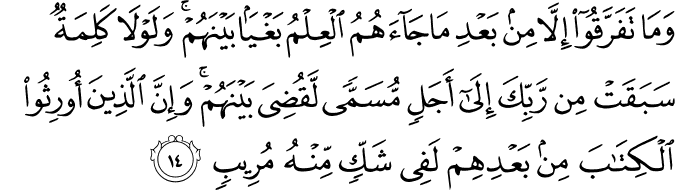 وَمَا تَفَرَّقُوٓا۟ إِلَّا مِنۢ بَعْدِ مَا جَآءَهُمُ ٱلْعِلْمُ بَغْيًۢا بَيْنَهُمْ ۚ وَلَوْلَا كَلِمَةٌ
سَبَقَتْ مِن رَّبِّكَ إِلَىٰٓ أَجَلٍ مُّسَمًّى لَّقُضِىَ بَيْنَهُمْ ۚ وَإِنَّ ٱلَّذِينَ أُورِثُوا۟
ٱلْكِتَٰبَ مِنۢ بَعْدِهِمْ لَفِى شَكٍّ مِّنْهُ مُرِيبٍ ١٤